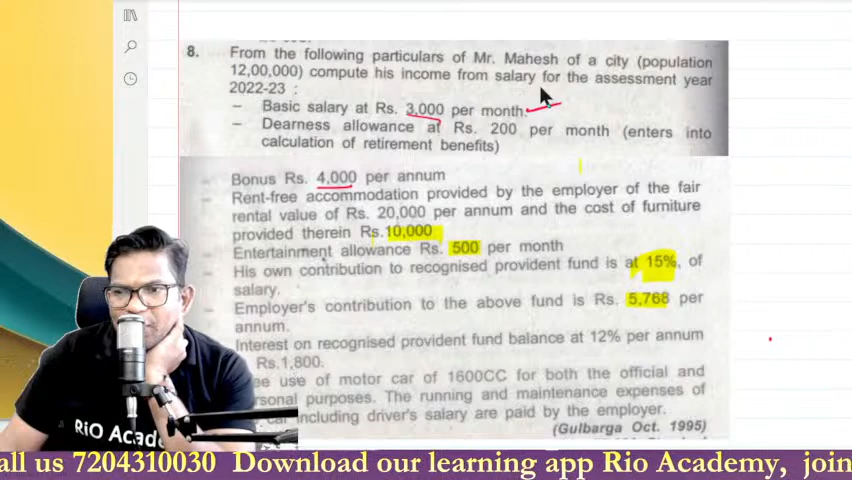 8. From the following particulars of Mr. Mahesh of a city (population
12,00,000) compute his income from salary for the assessment year
2022-23 :
– Basic salary at Rs. 3,000 per month.
– Dearness allowance at Rs. 200 per month (enters into
calculation of retirement benefits)
– Bonus Rs. 4,000 per annum
– Rent-free accommodation provided by the employer of the fair
rental value of Rs. 20,000 per annum and the cost of furniture
provided therein Rs.10,000
– Entertainment allowance Rs. 500 per month
– His own contribution to recognised provident fund is at 15%, of
salary.
– Employer's contribution to the above fund is Rs. 5,768 per
annum.
Interest on recognised provident fund balance at 12% per annum
Rs.1,800.
use of motor car of 1600CC for both the official and
purposes. The running and maintenance expenses of
car including driver's salary are paid by the employer.
(Gulbarga Oct. 1995)
RiO Acade
all us 7204310030 Download our learning app Rio Academy, join